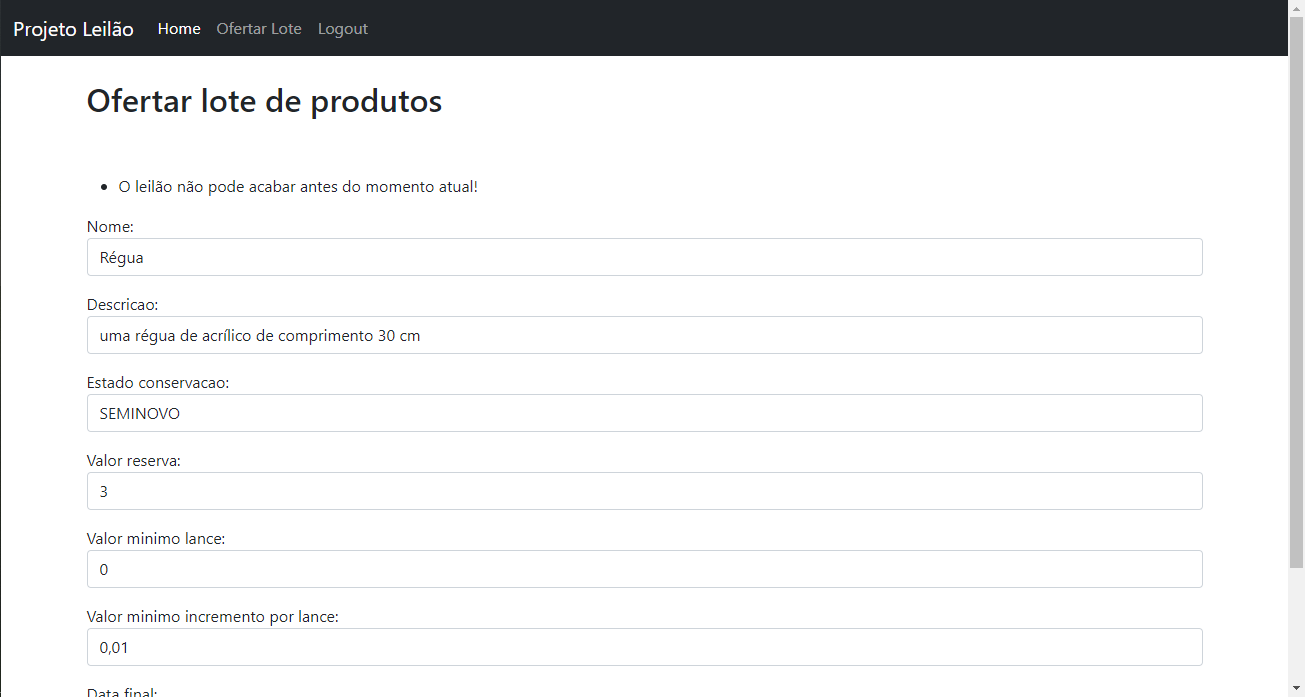 Projeto Leilão Home Ofertar Lote Logout
Ofertar lote de produtos
O leilão não pode acabar antes do momento atual!
Nome:
Régua
Descricao:
uma régua de acrílico de comprimento 30 cm
Estado conservacao:
SEMINOVO
Valor reserva:
3
Valor minimo lance:
0
Valor minimo incremento por lance:
0,01
Data final: